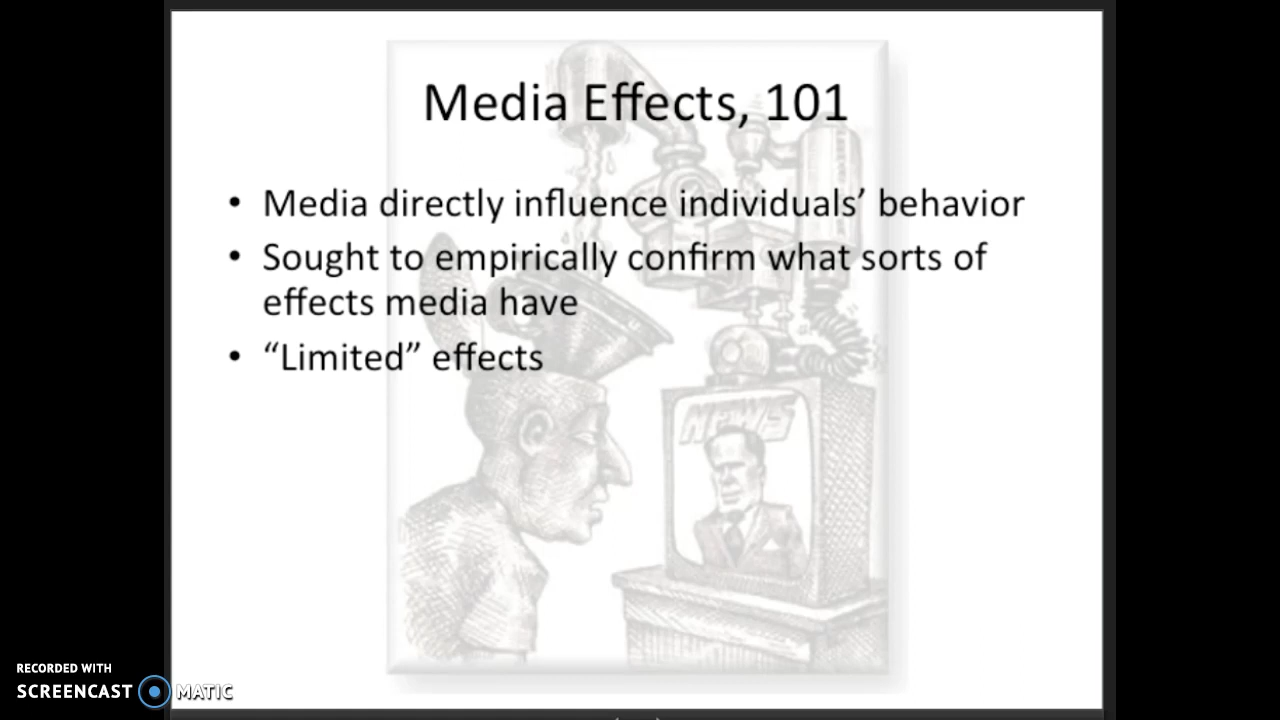 Media Effects, 101
• Media directly influence individuals’ behavior
• Sought to empirically confirm what sorts of
effects media have
• “Limited” effects
NEWS
RECORDED WITH
SCREENCAST MATIC